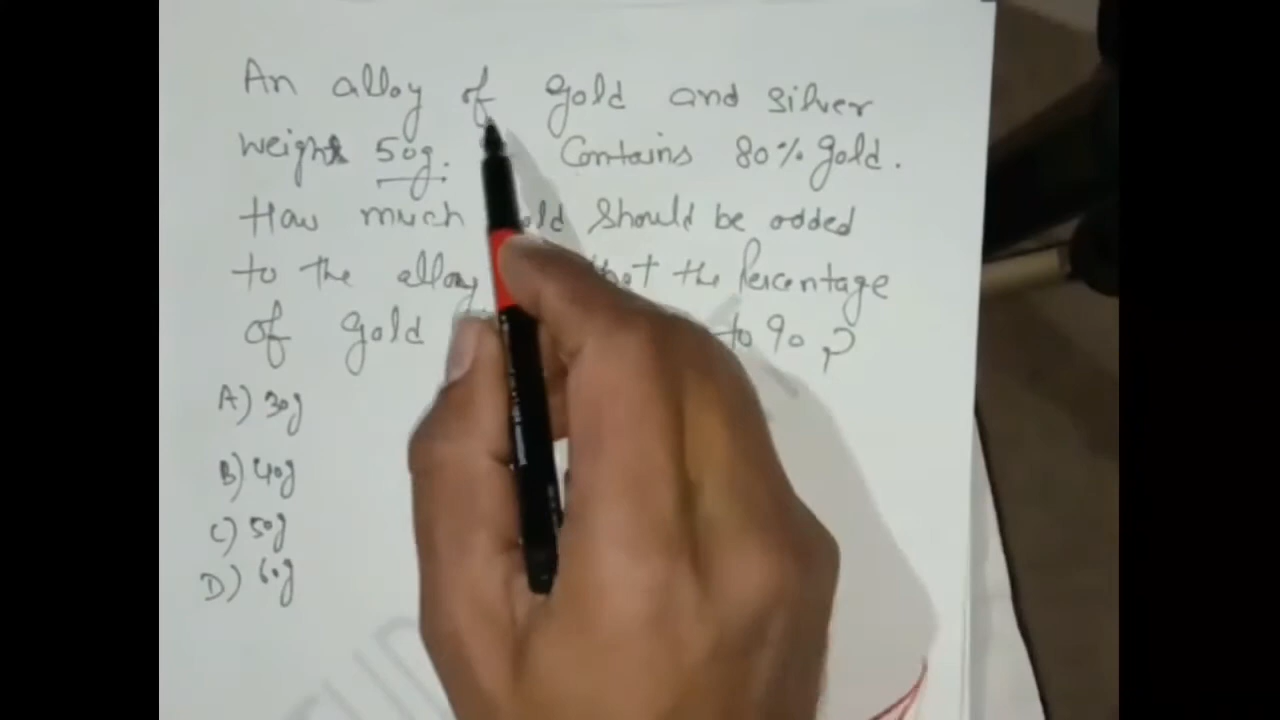 An alloy of gold and silver
weighs 50g. Contains 80% gold.
How much should be added
to the alloy the Percentage
of gold to 90 ?
A) 30g
B) 40g
C) 50g
D) 60g